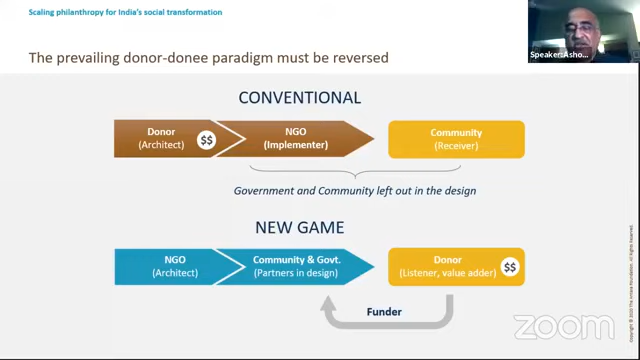 Scaling philanthropy for India's social transformation
Speaker: Asho...
The prevailing donor-donee paradigm must be reversed
CONVENTIONAL
Donor
(Architect)
$$
NGO
(Implementer)
Community
(Receiver)
Government and Community left out in the design
NEW GAME
NGO
(Architect)
Community & Govt.
(Partners in design)
Donor
(Listener, value adder)
$$
Funder
zoom